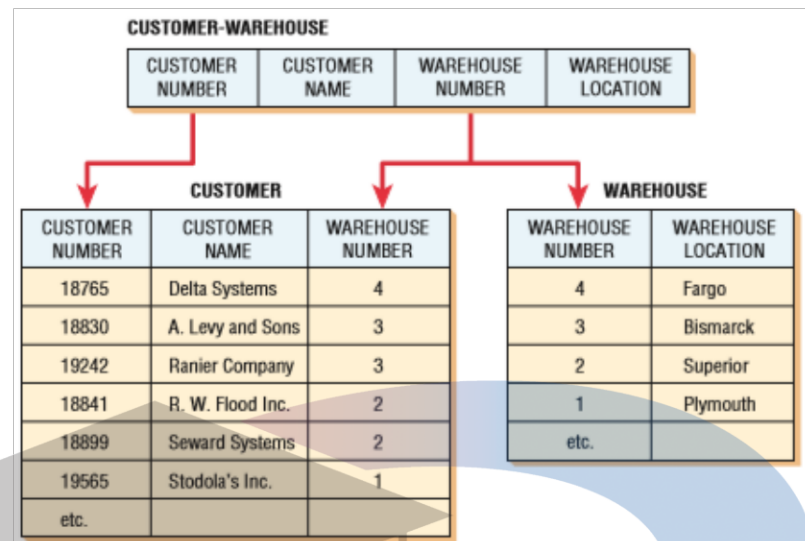 CUSTOMER-WAREHOUSE
CUSTOMER NUMBER CUSTOMER NAME WAREHOUSE NUMBER WAREHOUSE LOCATION
CUSTOMER
CUSTOMER NUMBER CUSTOMER NAME WAREHOUSE NUMBER
18765 Delta Systems 4
18830 A. Levy and Sons 3
19242 Ranier Company 3
18841 R. W. Flood Inc. 2
18899 Seward Systems 2
19565 Stodola's Inc. 1
etc.
WAREHOUSE
WAREHOUSE NUMBER WAREHOUSE LOCATION
4 Fargo
3 Bismarck
2 Superior
1 Plymouth
etc.